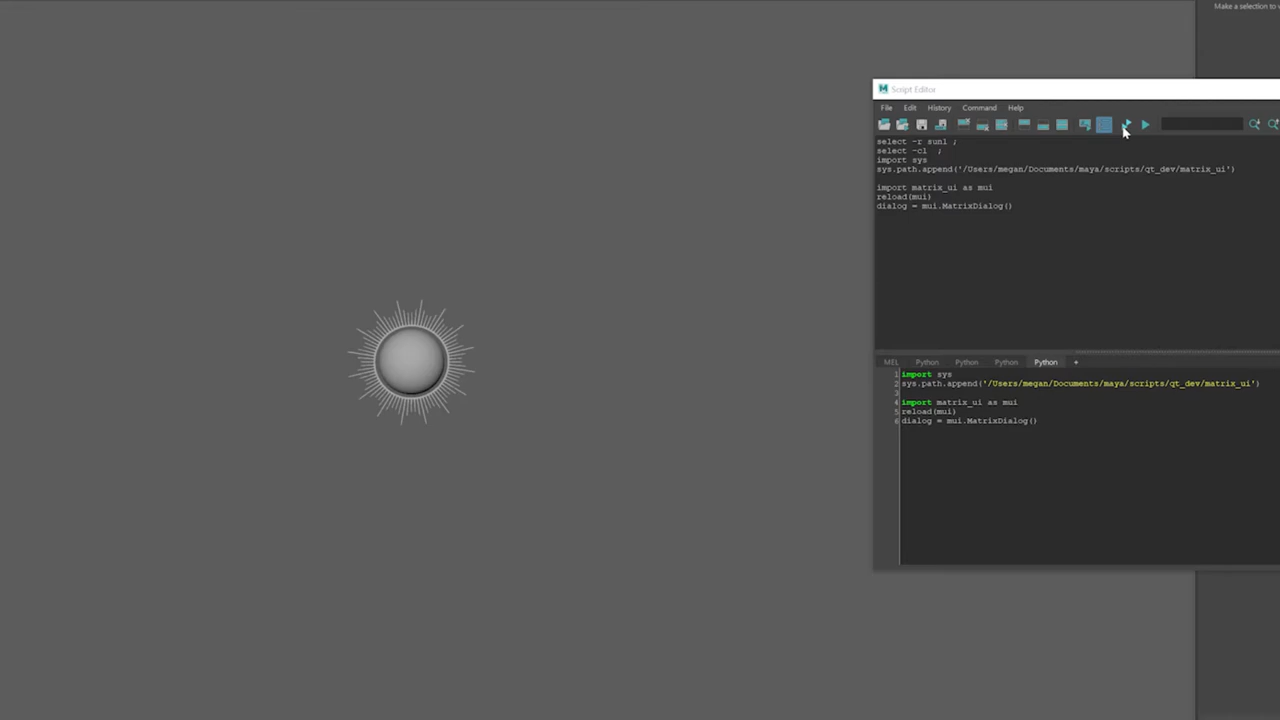 Make a selection to
Script Editor
File Edit History Command Help
select -r sun1 ;
select -cl ;
import sys
sys.path.append('/Users/megan/Documents/maya/scripts/qt_dev/matrix_ui')
import matrix_ui as mui
reload(mui)
dialog = mui.MatrixDialog()
MEL Python Python Python Python +
1 import sys
2 sys.path.append('/Users/megan/Documents/maya/scripts/qt_dev/matrix_ui')
3
4 import matrix_ui as mui
5 reload(mui)
6 dialog = mui.MatrixDialog()